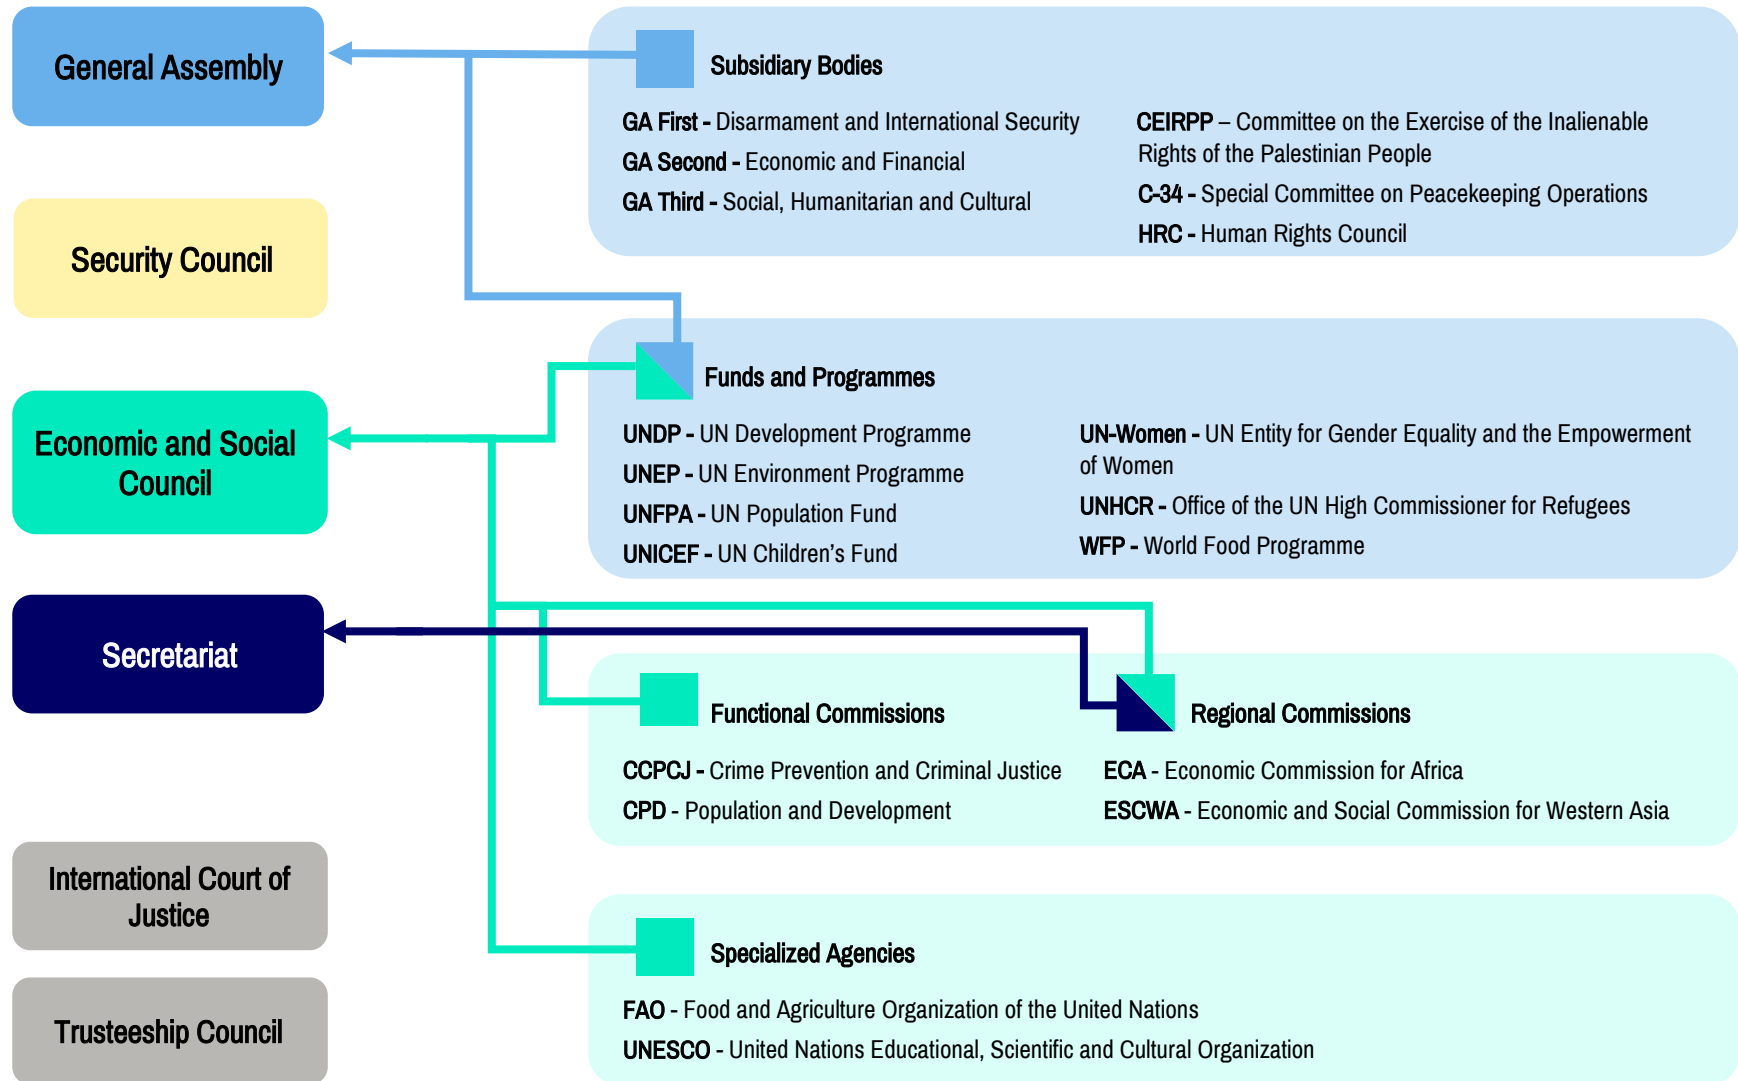 General Assembly
Security Council
Economic and Social
Council
Secretariat
International Court of
Justice
Trusteeship Council
Subsidiary Bodies
GA First - Disarmament and International Security
GA Second - Economic and Financial
GA Third - Social, Humanitarian and Cultural
CEIRPP – Committee on the Exercise of the Inalienable
Rights of the Palestinian People
C-34 - Special Committee on Peacekeeping Operations
HRC - Human Rights Council
Funds and Programmes
UNDP - UN Development Programme
UNEP - UN Environment Programme
UNFPA - UN Population Fund
UNICEF - UN Children’s Fund
UN-Women - UN Entity for Gender Equality and the Empowerment
of Women
UNHCR - Office of the UN High Commissioner for Refugees
WFP - World Food Programme
Functional Commissions
CCPCJ - Crime Prevention and Criminal Justice
CPD - Population and Development
Regional Commissions
ECA - Economic Commission for Africa
ESCWA - Economic and Social Commission for Western Asia
Specialized Agencies
FAO - Food and Agriculture Organization of the United Nations
UNESCO - United Nations Educational, Scientific and Cultural Organization